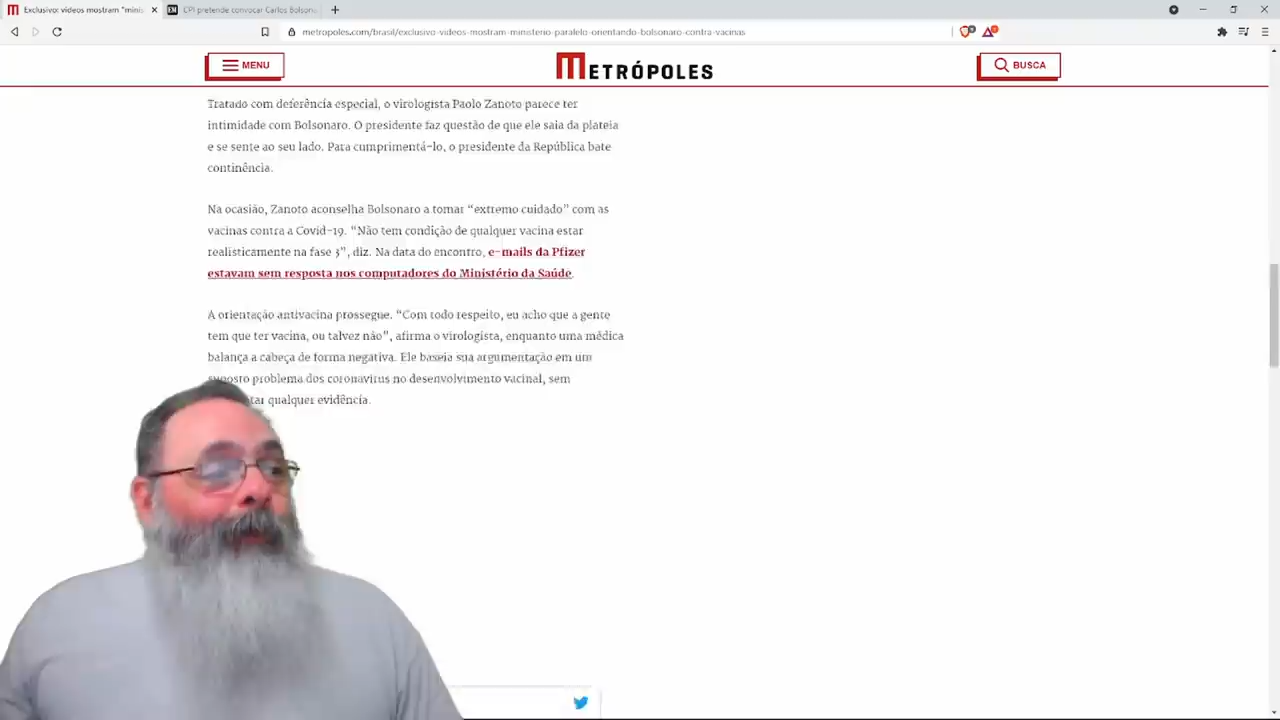 Exclusivo: vídeos mostram "minis
CPI pretende convocar Carlos Bolson
metropoles.com/brasil/exclusivo-videos-mostram-ministerio-paralelo-orientando-bolsonaro-contra-vacinas
MENU
METRÓPOLES
BUSCA
Tratado com deferência especial, o virologista Paolo Zanoto parece ter
intimidade com Bolsonaro. O presidente faz questão de que ele saia da plateia
e se sente ao seu lado. Para cumprimentá-lo, o presidente da República bate
continência.
Na ocasião, Zanoto aconselha Bolsonaro a tomar “extremo cuidado” com as
vacinas contra a Covid-19. “Não tem condição de qualquer vacina estar
realisticamente na fase 3”, diz. Na data do encontro, e-mails da Pfizer
estavam sem resposta nos computadores do Ministério da Saúde.
A orientação antivacina prossegue. “Com todo respeito, eu acho que a gente
tem que ter vacina, ou talvez não”, afirma o virologista, enquanto uma médica
balança a cabeça de forma negativa. Ele baseia sua argumentação em um
suposto problema dos coronavírus no desenvolvimento vacinal, sem
tar qualquer evidência.